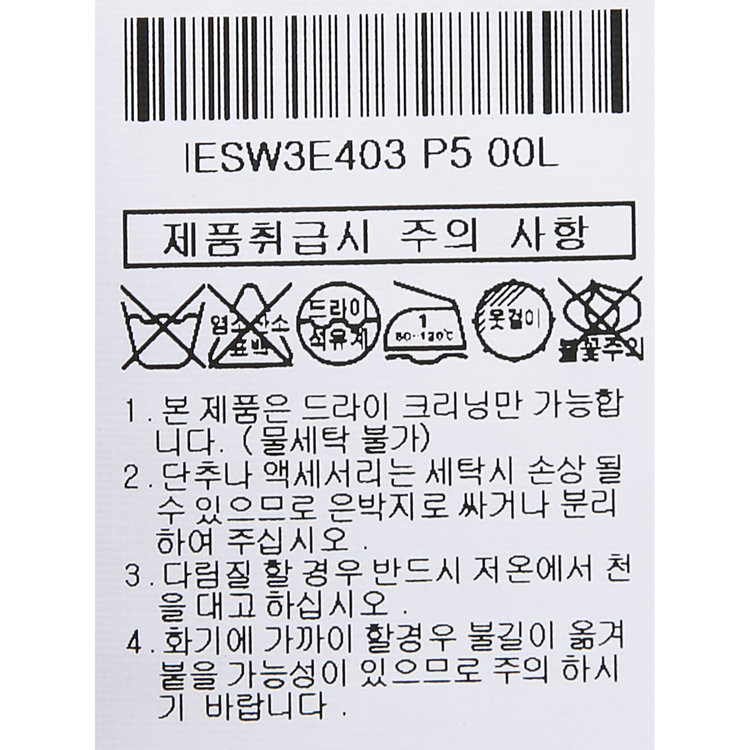 IESW3E403 P5 00L
제품취급시 주의 사항
염소 산소 표백
드라이 석유계
1
80~120℃
옷걸이
불꽃주의
1.본 제품은 드라이 크리닝만 가능합
니다. (물세탁 불가)
2.단추나 액세서리는 세탁시 손상 될
수 있으므로 은박지로 싸거나 분리
하여 주십시오.
3.다림질 할 경우 반드시 저온에서 천
을 대고 하십시오.
4.화기에 가까이 할경우 불길이 옮겨
붙을 가능성이 있으므로 주의 하시
기 바랍니다.